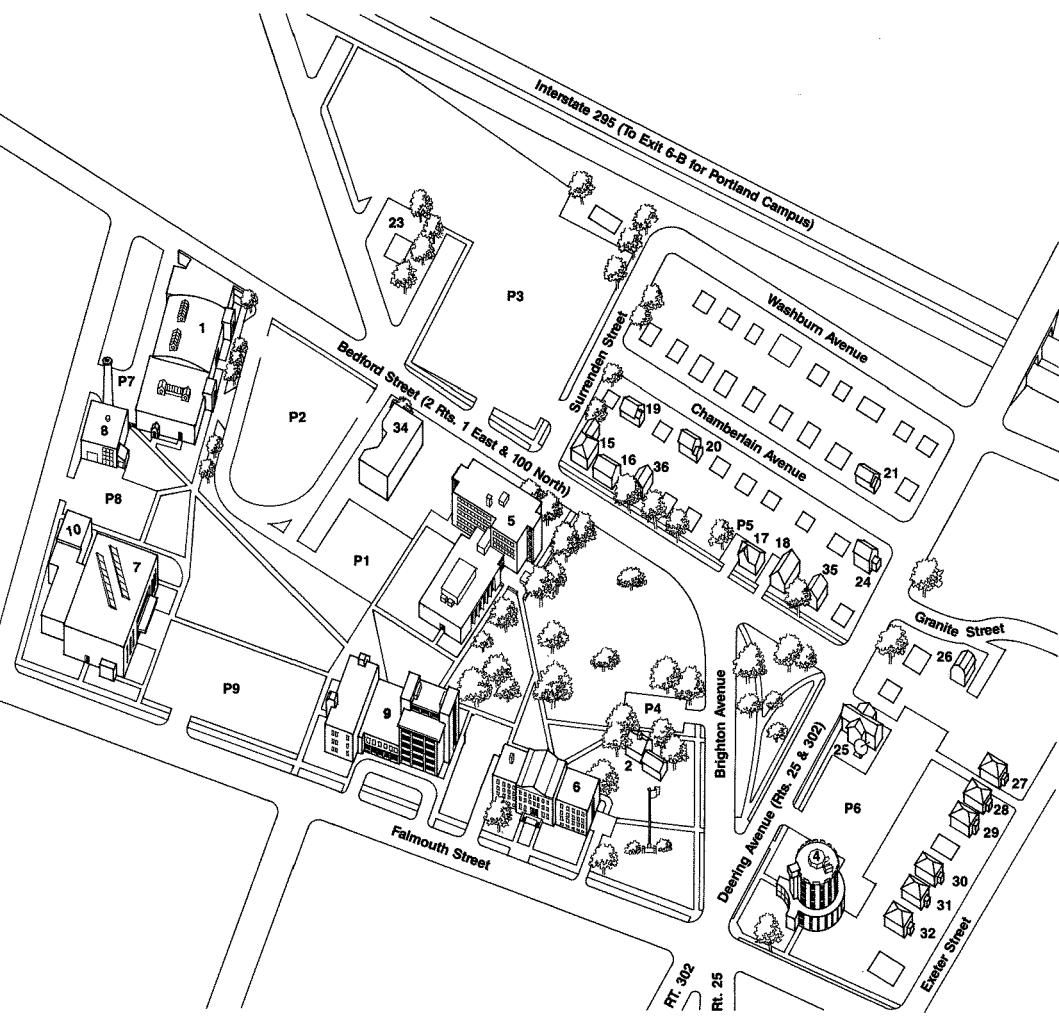 Interstate 295 (To Exit 6-B for Portland Campus)
23
P3
Washburn Avenue
1
Surrenden Street
Bedford Street (2 Rts. 1 East & 100 North)
P7
P2
19
Chamberlain Avenue
8
34
15
20
16
36
21
P8
5
10
P5
17
7
P1
18
35
24
Granite Street
26
P9
9
P4
Brighton Avenue
2
25
Deering Avenue (Rts. 25 & 302)
27
6
P6
28
29
Falmouth Street
4
30
31
32
Exeter Street
RT. 302
Rt. 25